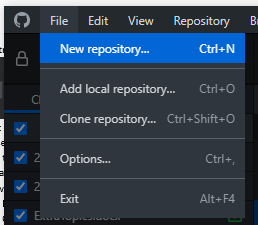 File Edit View Repository
New repository... Ctrl+N
Add local repository... Ctrl+O
Clone repository... Ctrl+Shift+O
Options... Ctrl+,
Exit Alt+F4